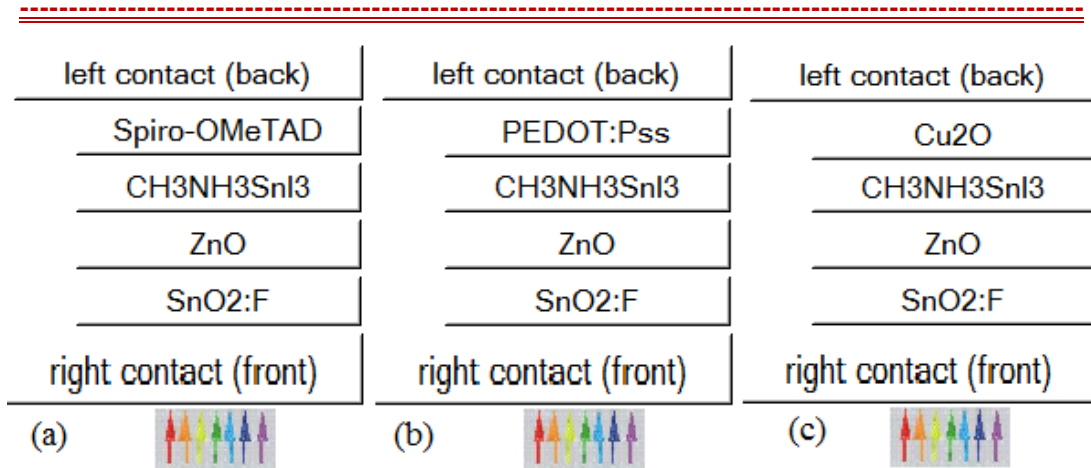 left contact (back)
Spiro-OMeTAD
CH3NH3SnI3
ZnO
SnO2:F
right contact (front)
(a)
left contact (back)
PEDOT:Pss
CH3NH3SnI3
ZnO
SnO2:F
right contact (front)
(b)
left contact (back)
Cu2O
CH3NH3SnI3
ZnO
SnO2:F
right contact (front)
(c)